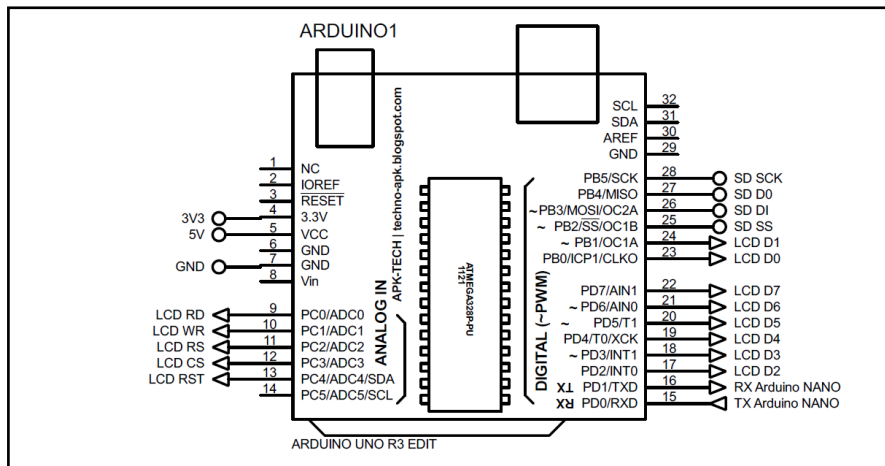 ARDUINO1
1 NC
2 IOREF
3 RESET
3V3 4 3.3V
5V 5 VCC
6 GND
GND 7 GND
8 Vin
LCD RD 9 PC0/ADC0
LCD WR 10 PC1/ADC1
LCD RS 11 PC2/ADC2
LCD CS 12 PC3/ADC3
LCD RST 13 PC4/ADC4/SDA
14 PC5/ADC5/SCL
ANALOG IN
APK-TECH | techno-apk.blogspot.com
ATMEGA328P-PU
1121
DIGITAL (~PWM)
SCL 32
SDA 31
AREF 30
GND 29
PB5/SCK 28 SD SCK
PB4/MISO 27 SD D0
~PB3/MOSI/OC2A 26 SD DI
~ PB2/SS/OC1B 25 SD SS
~ PB1/OC1A 24 LCD D1
PB0/ICP1/CLKO 23 LCD D0
PD7/AIN1 22 LCD D7
~ PD6/AIN0 21 LCD D6
~ PD5/T1 20 LCD D5
PD4/T0/XCK 19 LCD D4
~ PD3/INT1 18 LCD D3
PD2/INT0 17 LCD D2
TX PD1/TXD 16 RX Arduino NANO
RX PD0/RXD 15 TX Arduino NANO
ARDUINO UNO R3 EDIT